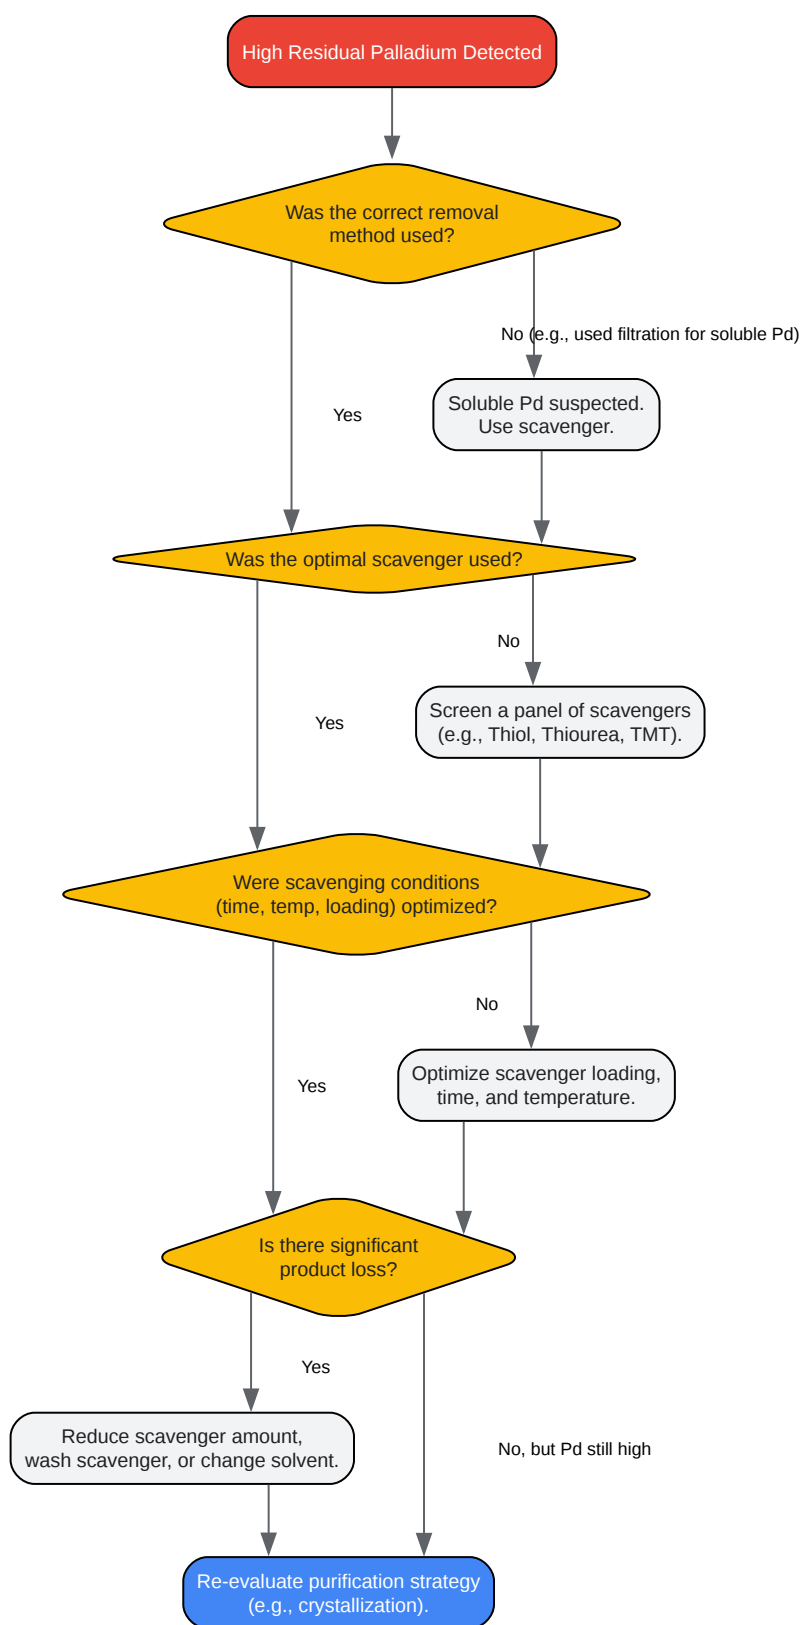 High Residual Palladium Detected
Was the correct removal
method used?
No (e.g., used filtration for soluble Pd)
Soluble Pd suspected.
Use scavenger.
Yes
Was the optimal scavenger used?
No
Screen a panel of scavengers
(e.g., Thiol, Thiourea, TMT).
Yes
Were scavenging conditions
(time, temp, loading) optimized?
No
Optimize scavenger loading,
time, and temperature.
Yes
Is there significant
product loss?
Yes
Reduce scavenger amount,
wash scavenger, or change solvent.
No, but Pd still high
Re-evaluate purification strategy
(e.g., crystallization).